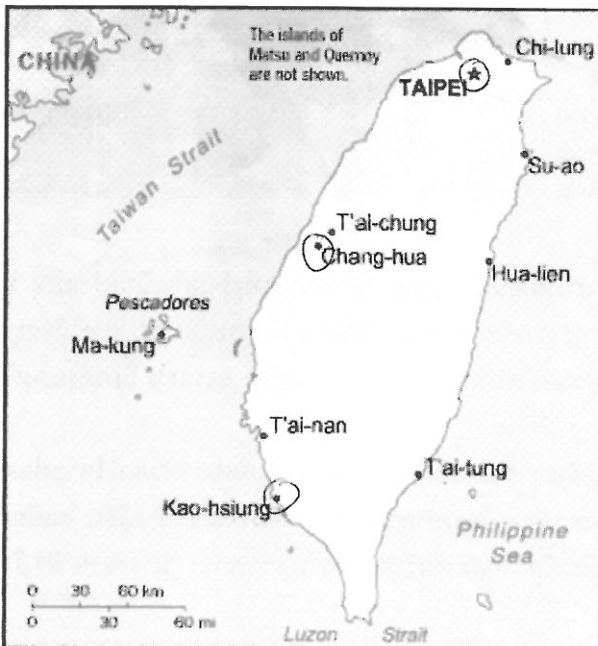 The islands of
Matsu and Quemoy
are not shown.
CHINA
Chi-lung
TAIPEI
Taiwan Strait
Su-ao
T'ai-chung
Chang-hua
Hua-lien
Pescadores
Ma-kung
T'ai-nan
T'ai-tung
Kao-hsiung
Philippine
Sea
0 30 60 km
0 30 60 mi
Luzon Strait